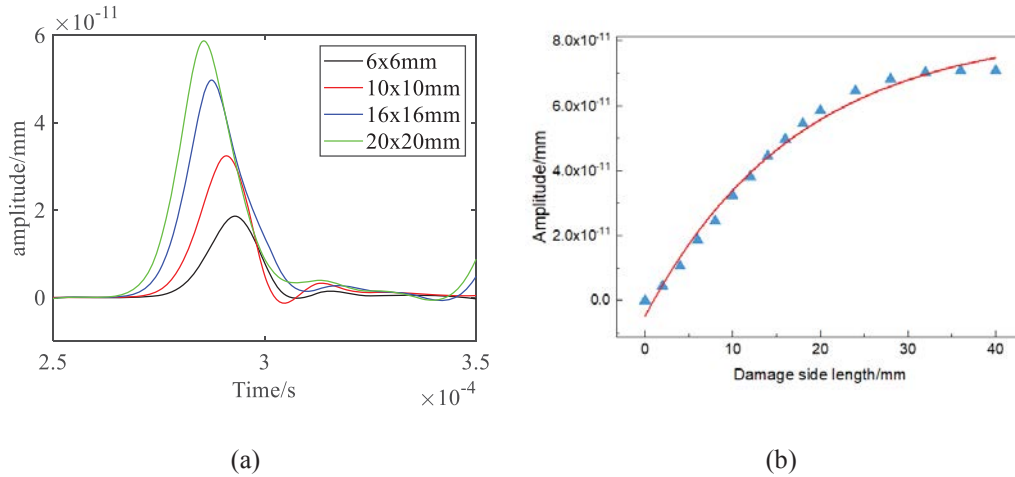 ×10⁻¹¹
6
4
2
0
amplitude/mm
6x6mm
10x10mm
16x16mm
20x20mm
2.5
3
3.5
Time/s
×10⁻⁴
(a)
8.0x10⁻¹¹
6.0x10⁻¹¹
4.0x10⁻¹¹
2.0x10⁻¹¹
0.0
Amplitude/mm
0
10
20
30
40
Damage side length/mm
(b)